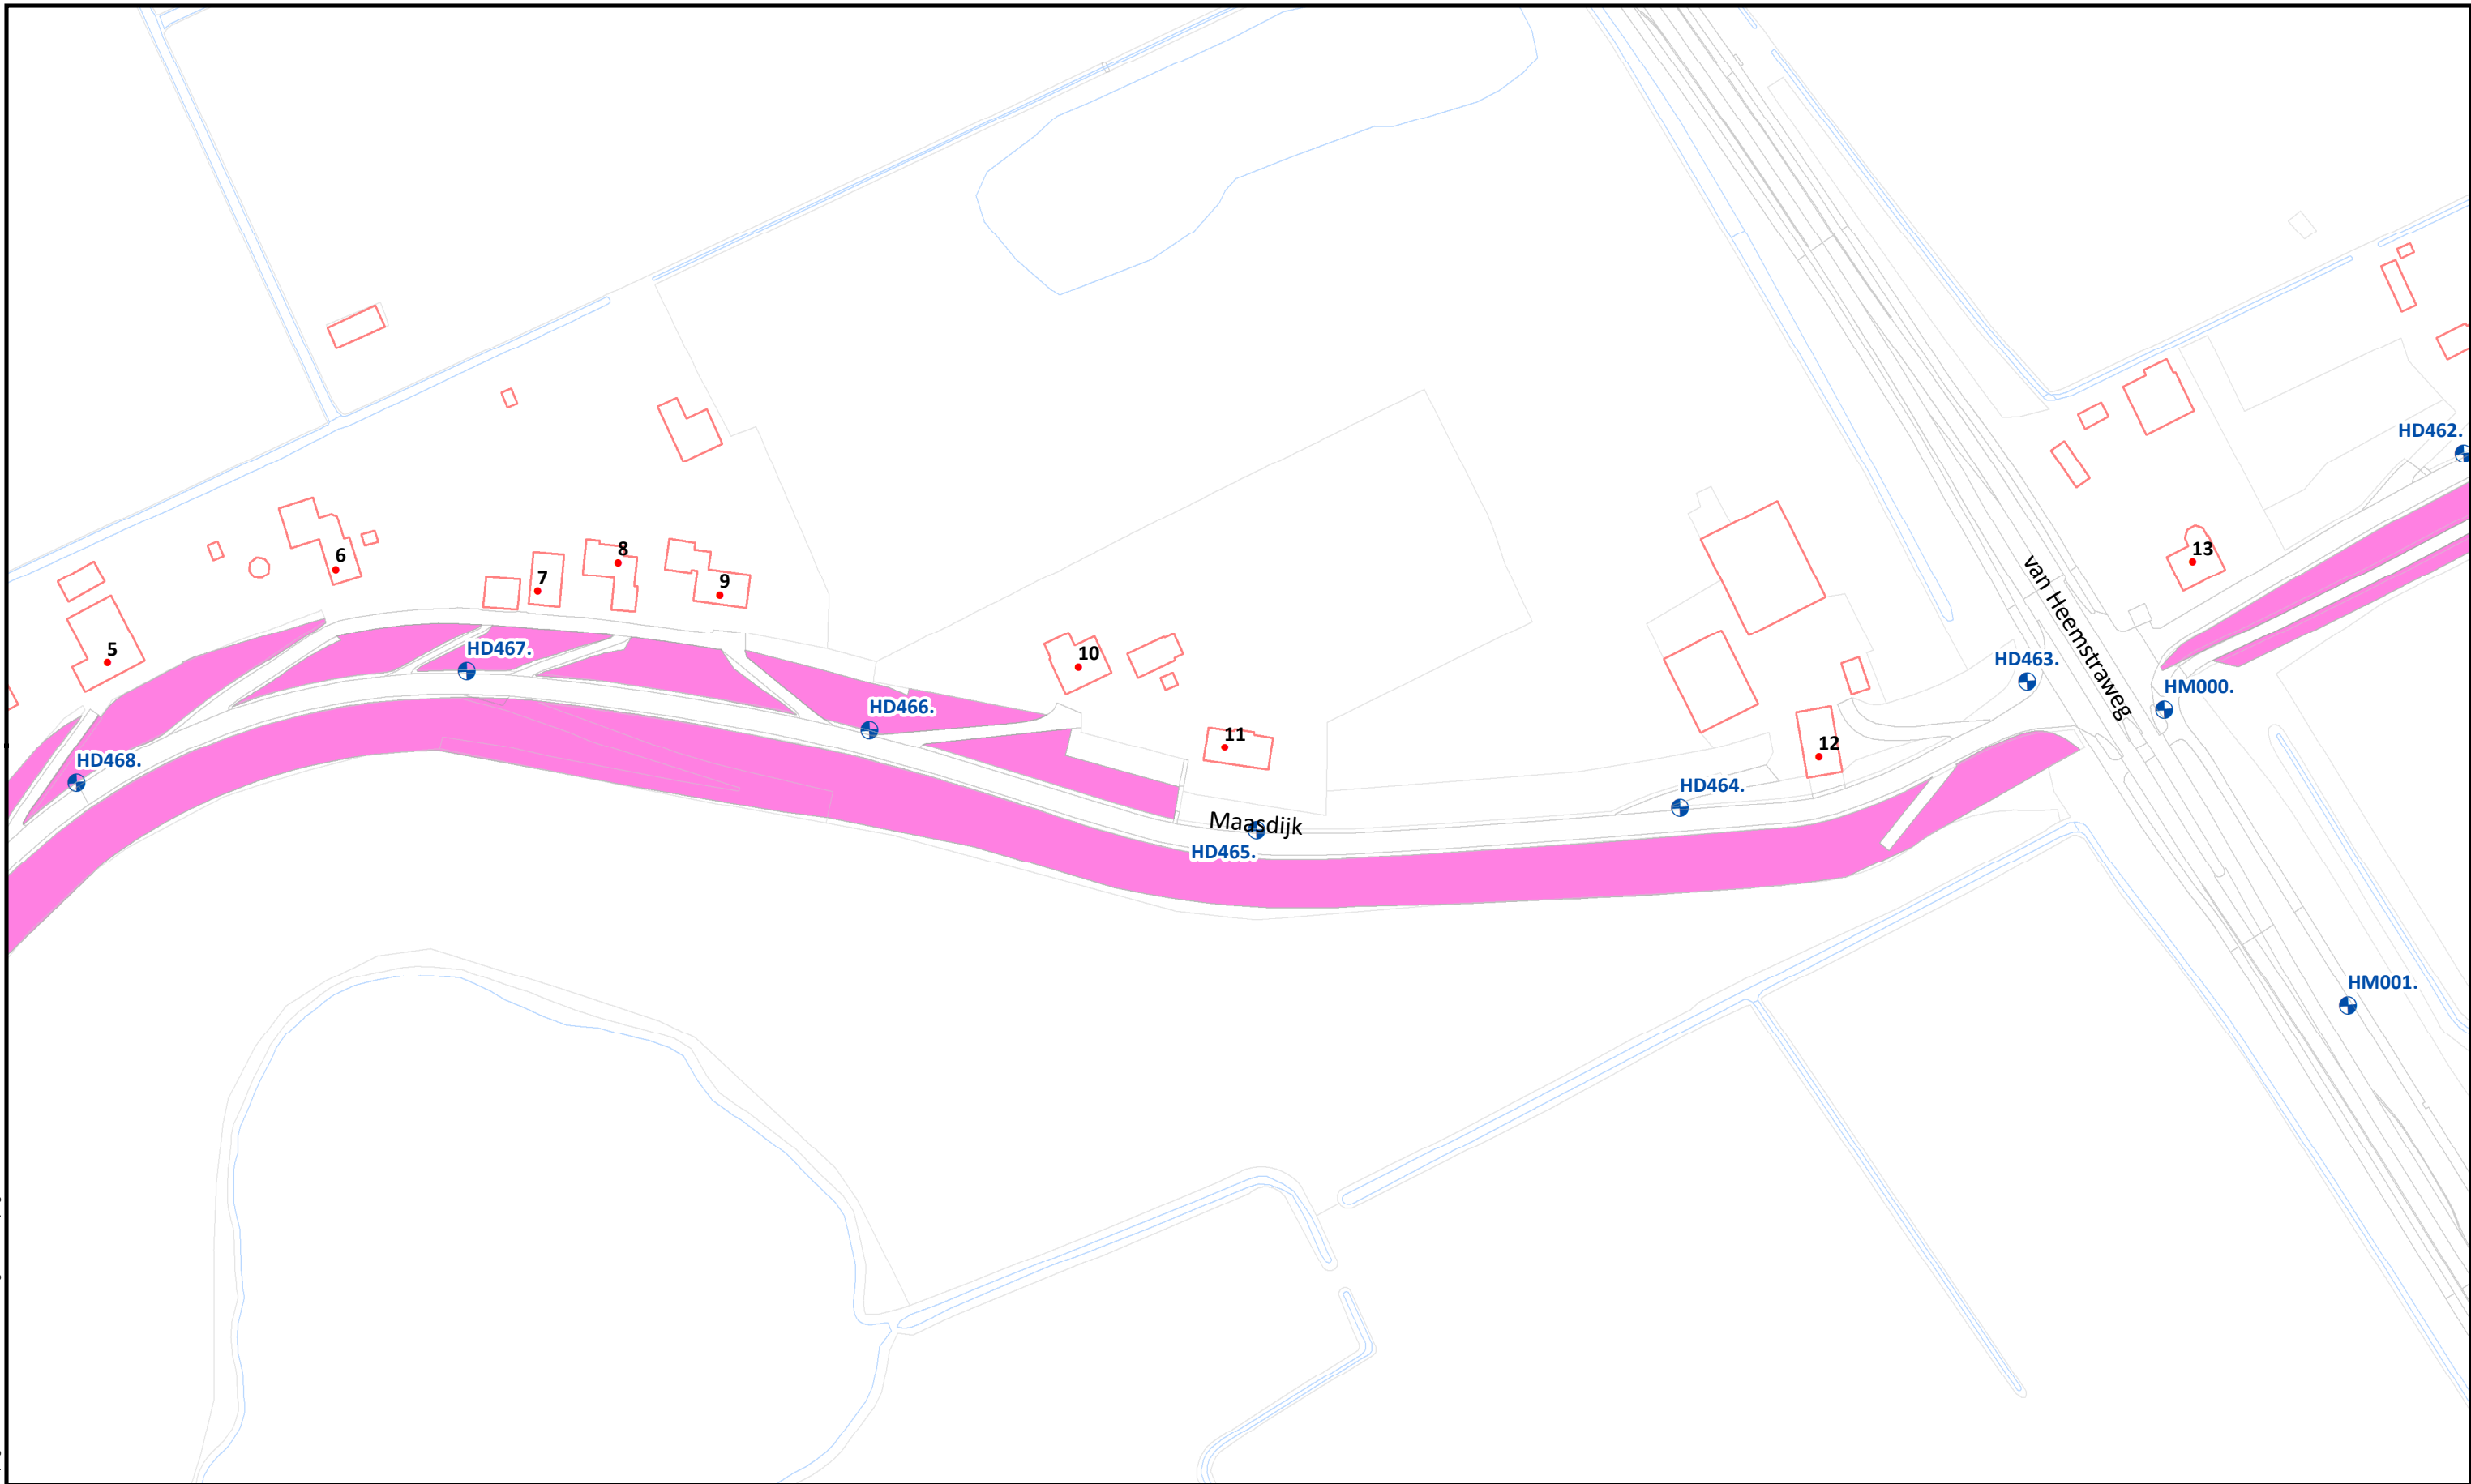 HD462.
8
13
6
7
9
van Heemstraweg
5
HD467.
10
HD463.
HM000.
HD466.
11
12
HD468.
HD464.
Maasdijk
HD465.
HM001.